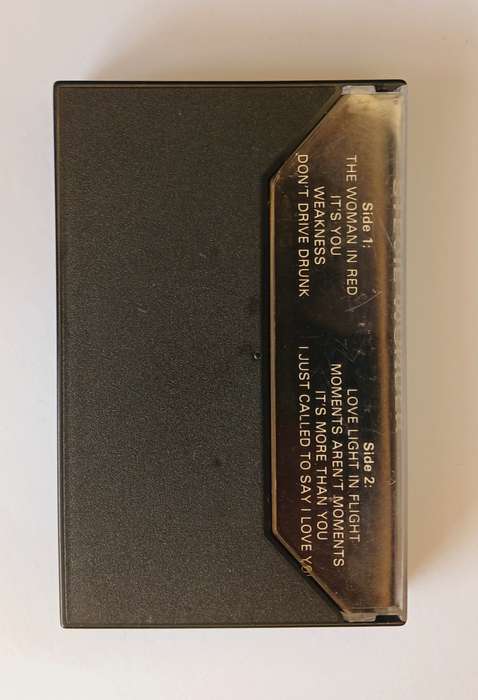 Side 1:
THE WOMAN IN RED
IT'S YOU
WEAKNESS
DON'T DRIVE DRUNK
Side 2:
LOVE LIGHT IN FLIGHT
MOMENTS AREN'T MOMENTS
IT'S MORE THAN YOU
I JUST CALLED TO SAY I LOVE YO